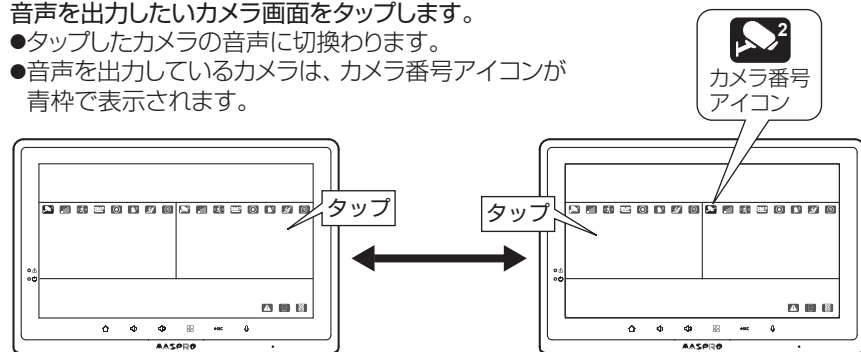 音声を出力したいカメラ画面をタップします。
●タップしたカメラの音声に切換わります。
●音声を出力しているカメラは、カメラ番号アイコンが
青枠で表示されます。
2
カメラ番号
アイコン
タップ
タップ
REC
MASPRO
REC
MASPRO